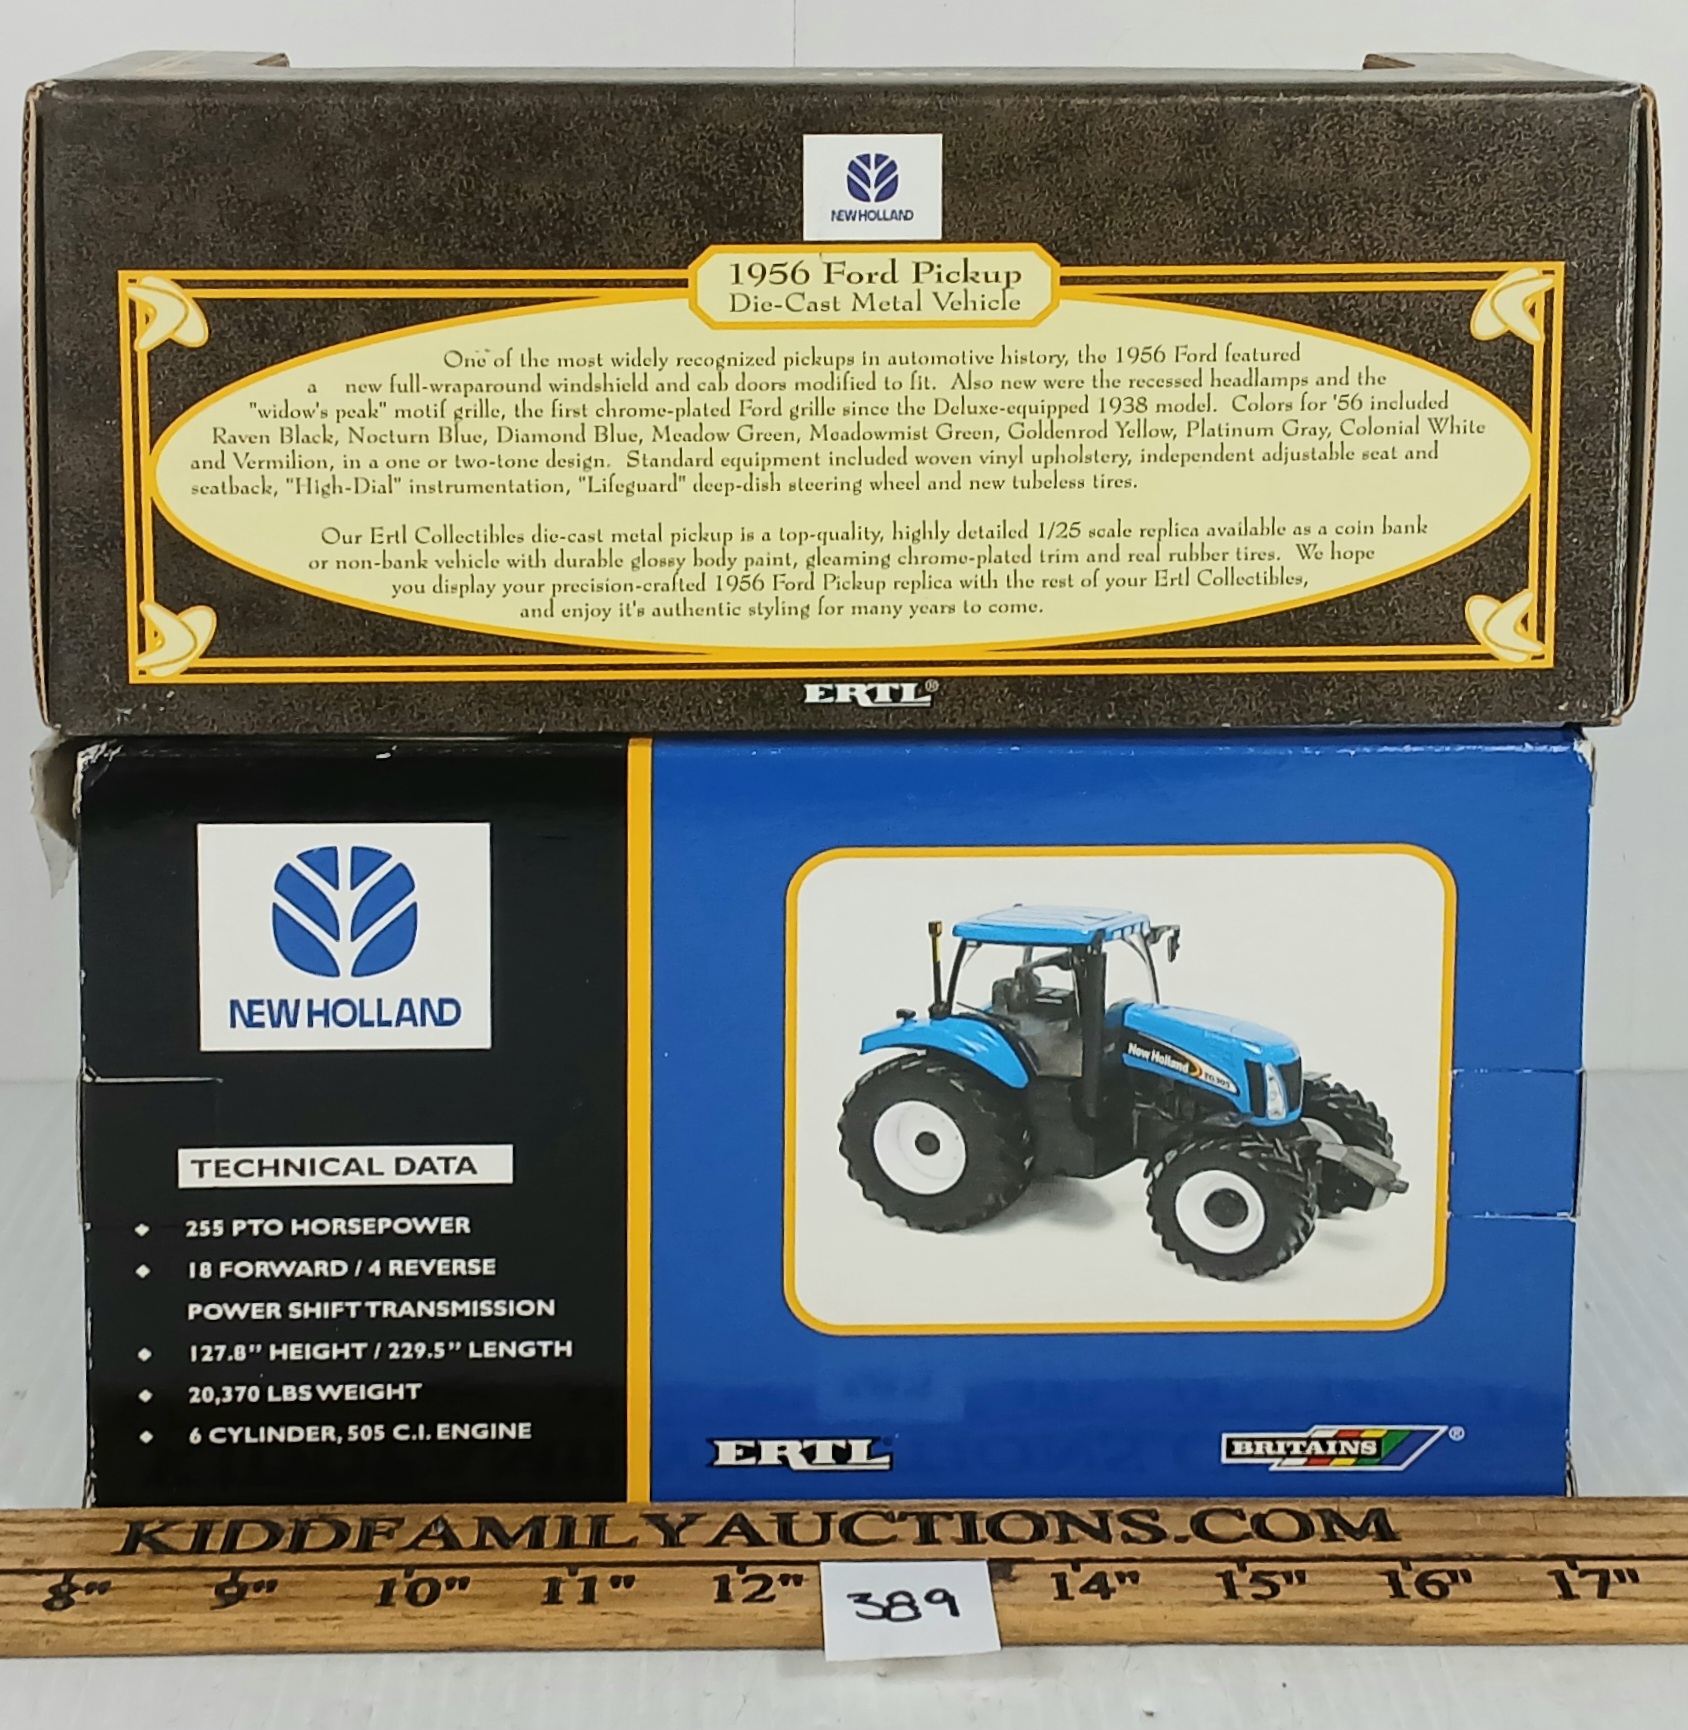 NEW HOLLAND
1956 Ford Pickup
Die-Cast Metal Vehicle
One of the most widely recognized pickups in automotive history, the 1956 Ford featured
a new full-wraparound windshield and cab doors modified to fit. Also new were the recessed headlamps and the
"widow's peak" motif grille, the first chrome-plated Ford grille since the Deluxe-equipped 1938 model. Colors for '56 included
Raven Black, Nocturn Blue, Diamond Blue, Meadow Green, Meadowmist Green, Goldenrod Yellow, Platinum Gray, Colonial White
and Vermilion, in a one or two-tone design. Standard equipment included woven vinyl upholstery, independent adjustable seat and
seatback, "High-Dial" instrumentation, "Lifeguard" deep-dish steering wheel and new tubeless tires.
Our Ertl Collectibles die-cast metal pickup is a top-quality, highly detailed 1/25 scale replica available as a coin bank
or non-bank vehicle with durable glossy body paint, gleaming chrome-plated trim and real rubber tires. We hope
you display your precision-crafted 1956 Ford Pickup replica with the rest of your Ertl Collectibles,
and enjoy it's authentic styling for many years to come.
ERTL®
NEW HOLLAND
TECHNICAL DATA
255 PTO HORSEPOWER
18 FORWARD / 4 REVERSE
POWER SHIFT TRANSMISSION
127.8" HEIGHT / 229.5" LENGTH
20,370 LBS WEIGHT
6 CYLINDER, 505 C.I. ENGINE
New Holland
ERTL
BRITAINS®
KIDDFAMILYAUCTIONS.COM
8" 9" 10" 11" 12" 14" 15" 16" 17"
389